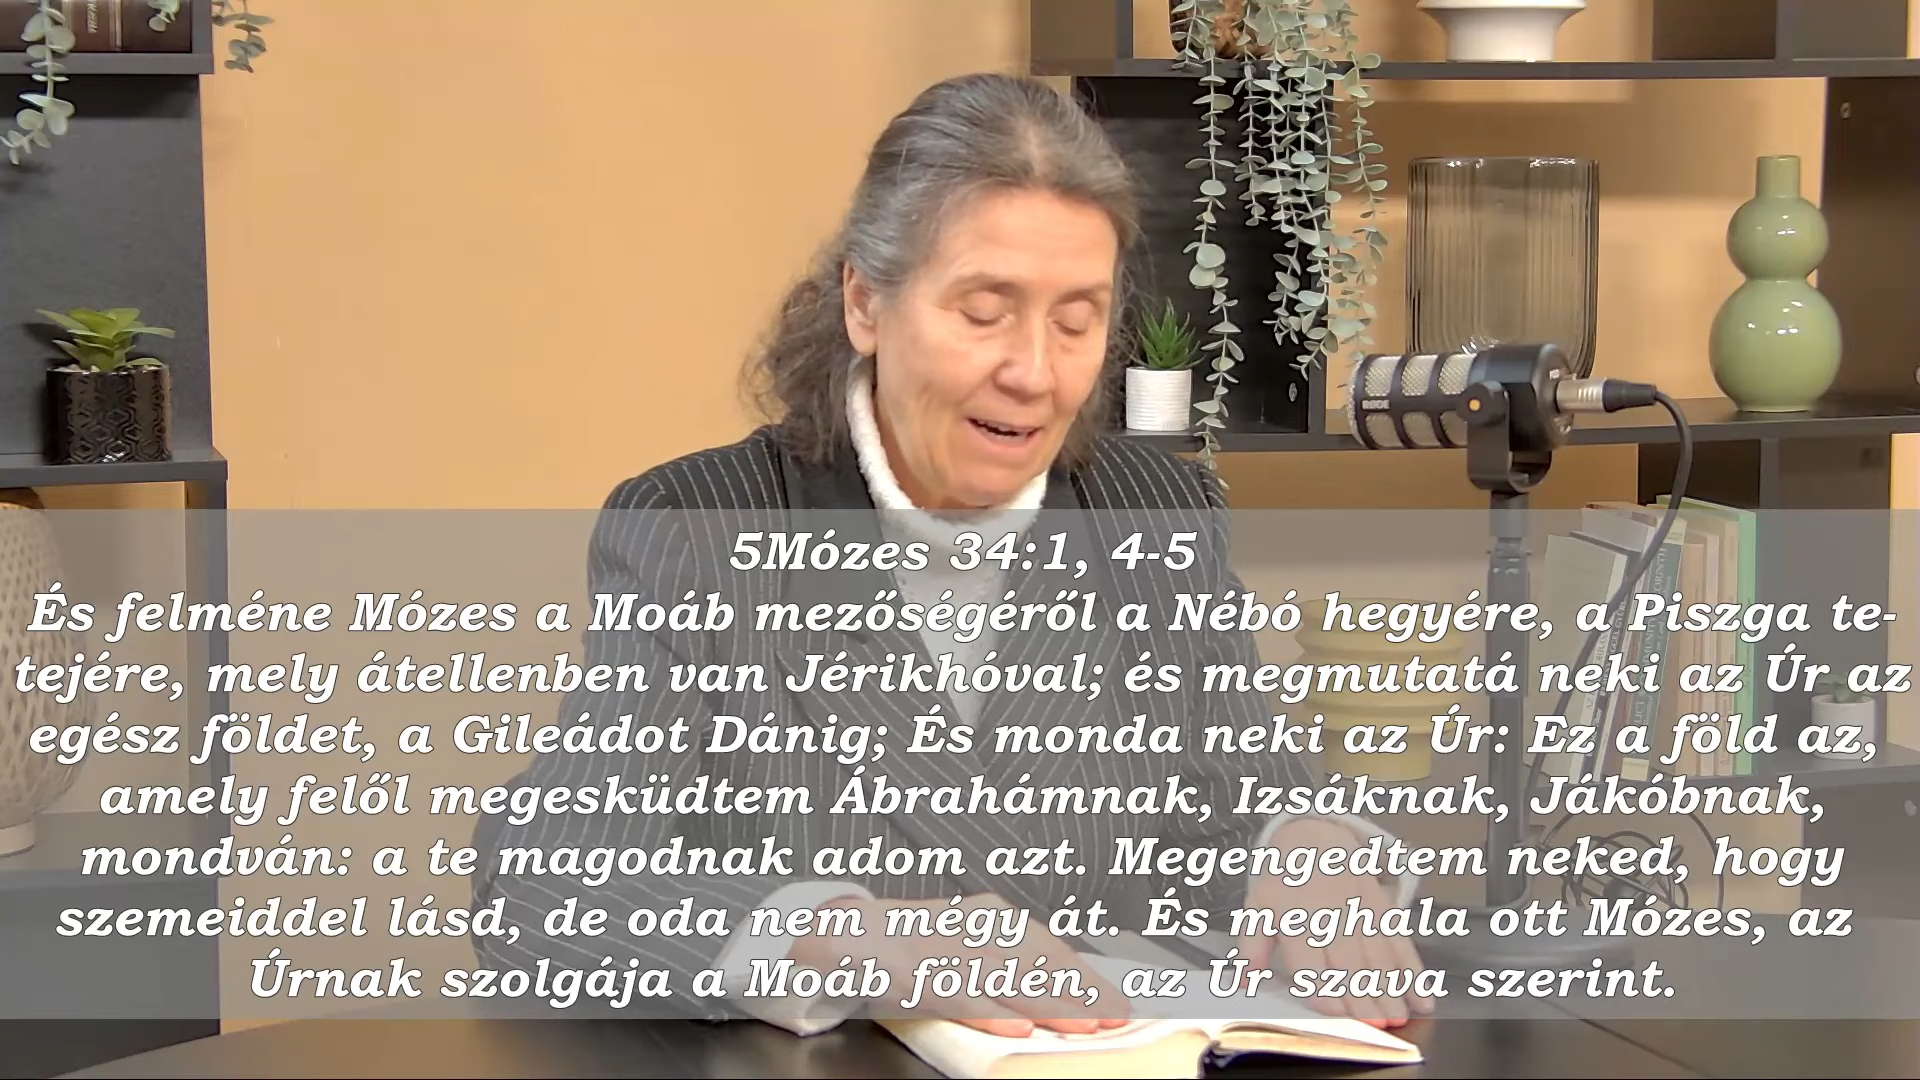 5Mózes 34:1, 4-5
És felméne Mózes a Moáb mezőségéről a Nébó hegyére, a Piszga te-
tejére, mely átellenben van Jérikhóval; és megmutatá neki az Úr az
egész földet, a Gileádot Dánig; És monda neki az Úr: Ez a föld az,
amely felől megesküdtem Ábrahámnak, Izsáknak, Jákóbnak,
mondván: a te magodnak adom azt. Megengedtem neked, hogy
szemeiddel lásd, de oda nem mégy át. És meghala ott Mózes, az
Úrnak szolgája a Moáb földén, az Úr szava szerint.
RØDE